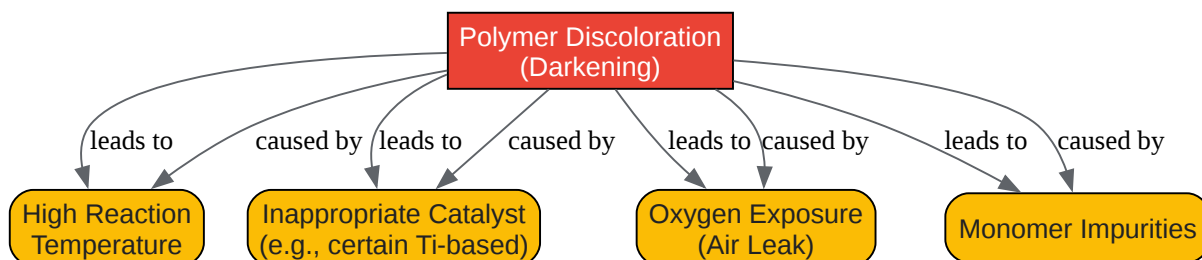 Polymer Discoloration
(Darkening)
leads to
caused by
leads to
caused by
leads to
caused by
leads to
caused by
High Reaction
Temperature
Inappropriate Catalyst
(e.g., certain Ti-based)
Oxygen Exposure
(Air Leak)
Monomer Impurities